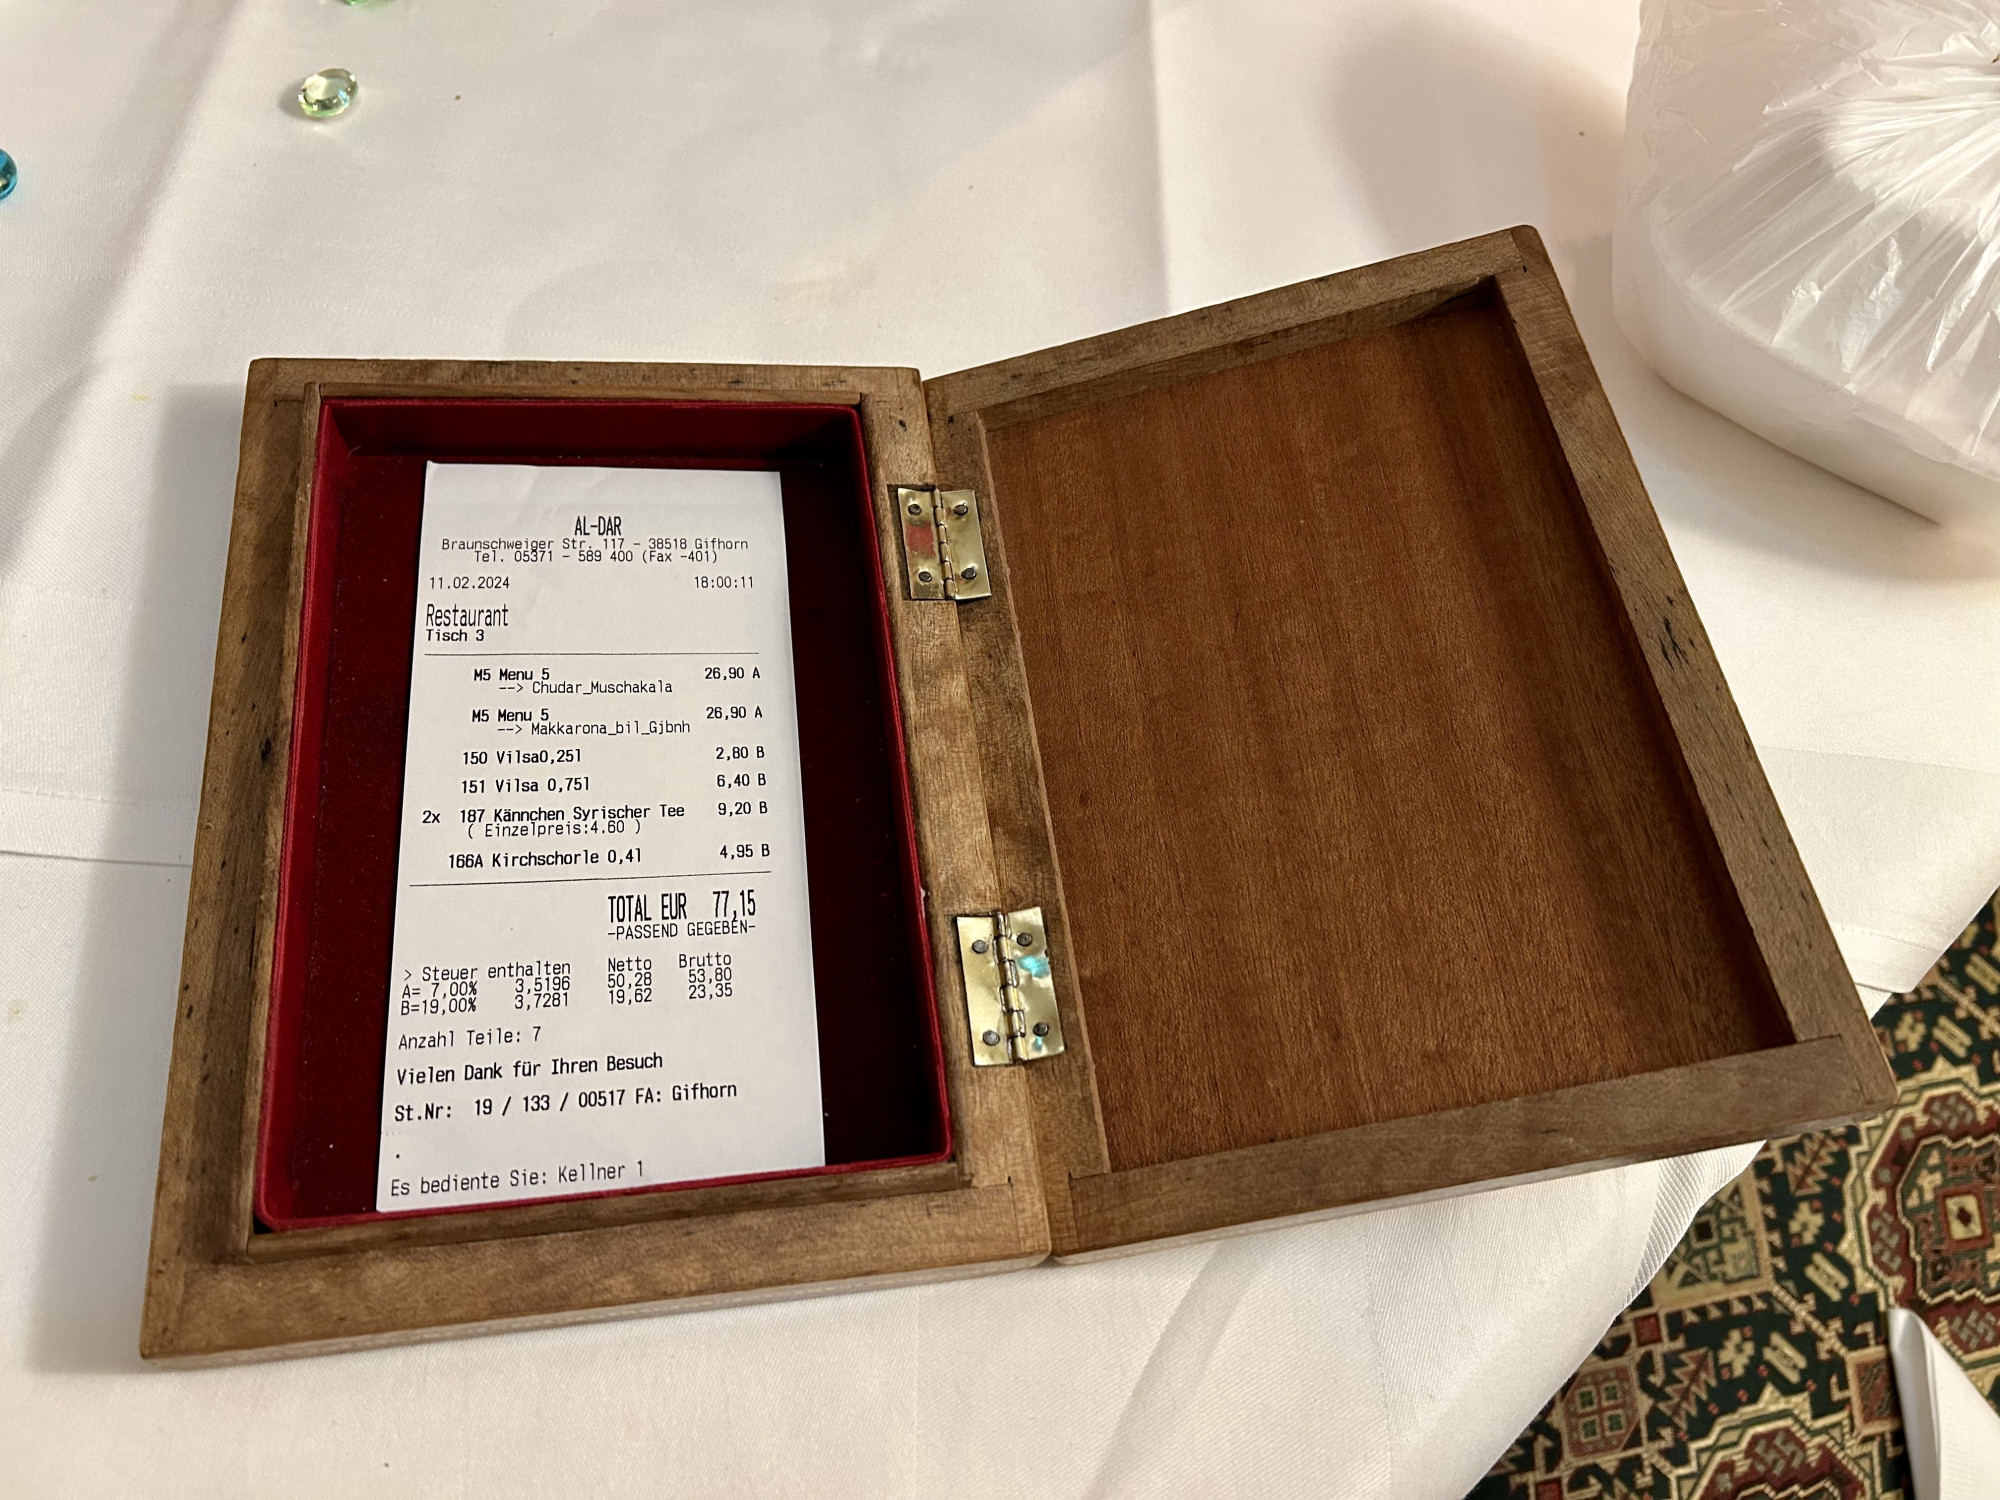 AL-DAR
Braunschweiger Str. 117 - 38518 Gifhorn
Tel. 05371 - 589 400 (Fax -401)
11.02.2024 18:00:11
Restaurant
Tisch 3
M5 Menu 5 26,90 A
--> Chudar_Muschakala
M5 Menu 5 26,90 A
--> Makkarona_bil_Gjbnh
150 Vilsa0,25l 2,80 B
151 Vilsa 0,75l 6,40 B
2x 187 Kännchen Syrischer Tee 9,20 B
( Einzelpreis:4.60 )
166A Kirchschorle 0,4l 4,95 B
TOTAL EUR 77,15
-PASSEND GEGEBEN-
> Steuer enthalten Netto Brutto
A= 7,00% 3,5196 50,28 53,80
B=19,00% 3,7281 19,62 23,35
Anzahl Teile: 7
Vielen Dank für Ihren Besuch
St.Nr: 19 / 133 / 00517 FA: Gifhorn
.
Es bediente Sie: Kellner 1